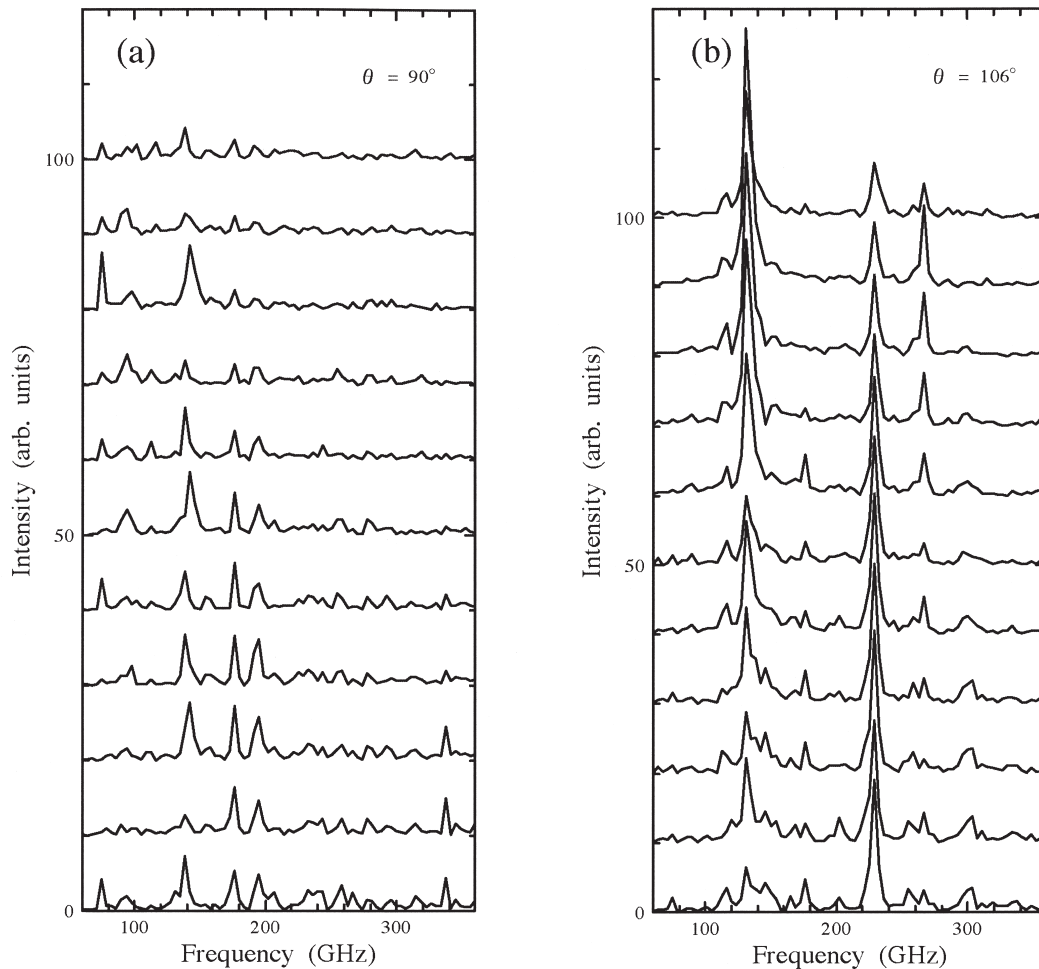 (a)
θ = 90°
100
50
0
Intensity (arb. units)
100 200 300
Frequency (GHz)
(b)
θ = 106°
100
50
0
Intensity (arb. units)
100 200 300
Frequency (GHz)